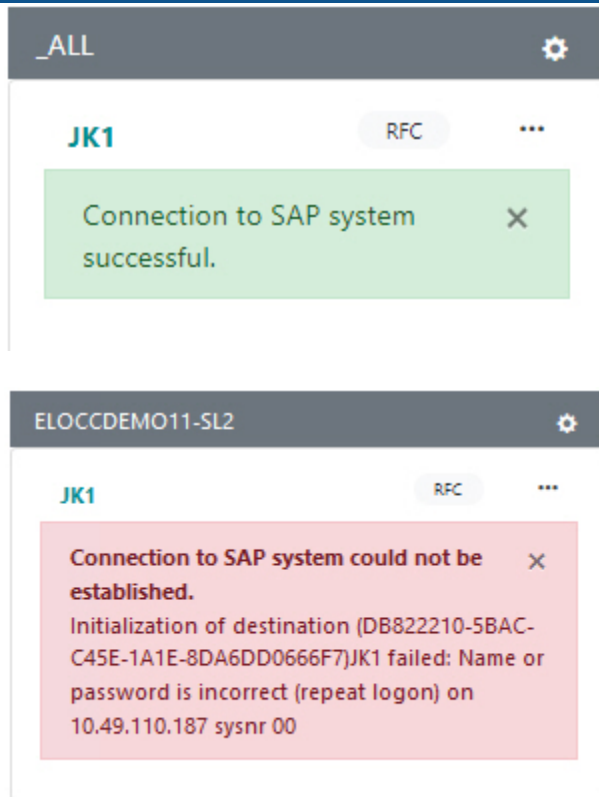 _ALL
JK1 RFC ...
Connection to SAP system
successful.
ELOCCDEMO11-SL2
JK1 RFC ...
Connection to SAP system could not be
established.
Initialization of destination (DB822210-5BAC-
C45E-1A1E-8DA6DD0666F7)JK1 failed: Name or
password is incorrect (repeat logon) on
10.49.110.187 sysnr 00